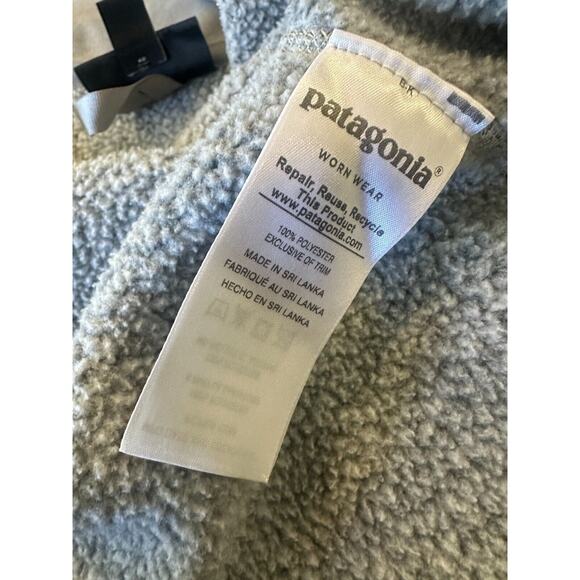 EK
patagonia®
WORN WEAR
Repair, Reuse, Recycle
This Product
www.patagonia.com
100% POLYESTER
EXCLUSIVE OF TRIM
MADE IN SRI LANKA
FABRIQUÉ AU SRI LANKA
HECHO EN SRI LANKA